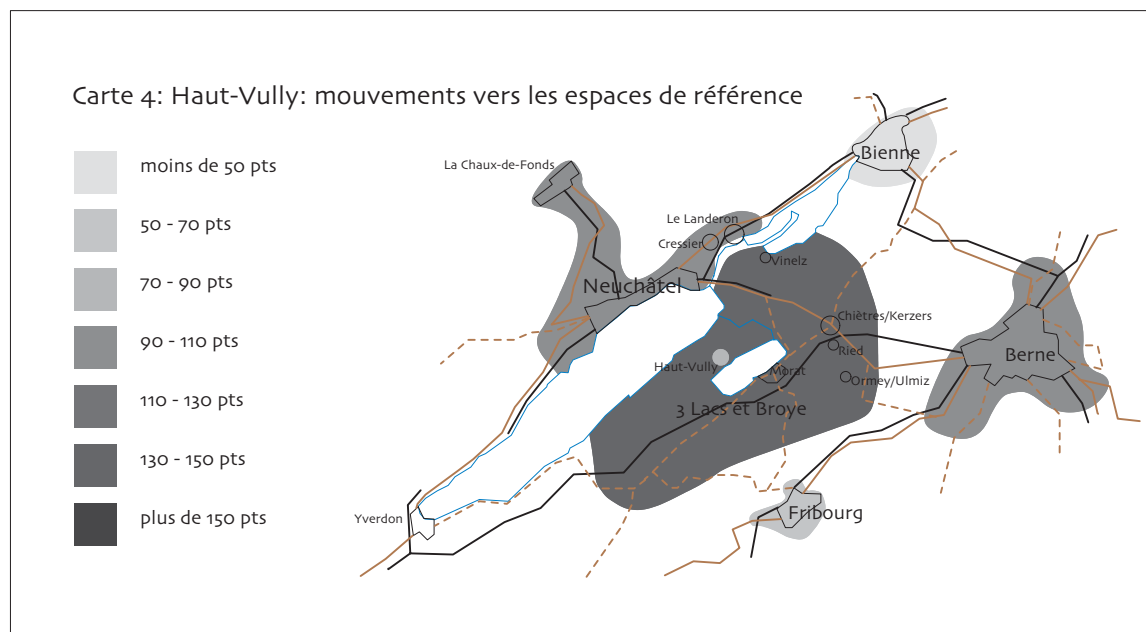 Carte 4: Haut-Vully: mouvements vers les espaces de référence
moins de 50 pts
50 - 70 pts
70 - 90 pts
90 - 110 pts
110 - 130 pts
130 - 150 pts
plus de 150 pts
Bienne
La Chaux-de-Fonds
Le Landeron
Cressier
Vinelz
Neuchâtel
Chiètres/Kerzers
Ried
Berne
Haut-Vully
Morat
Ormey/Ulmiz
3 Lacs et Broye
Yverdon
Fribourg